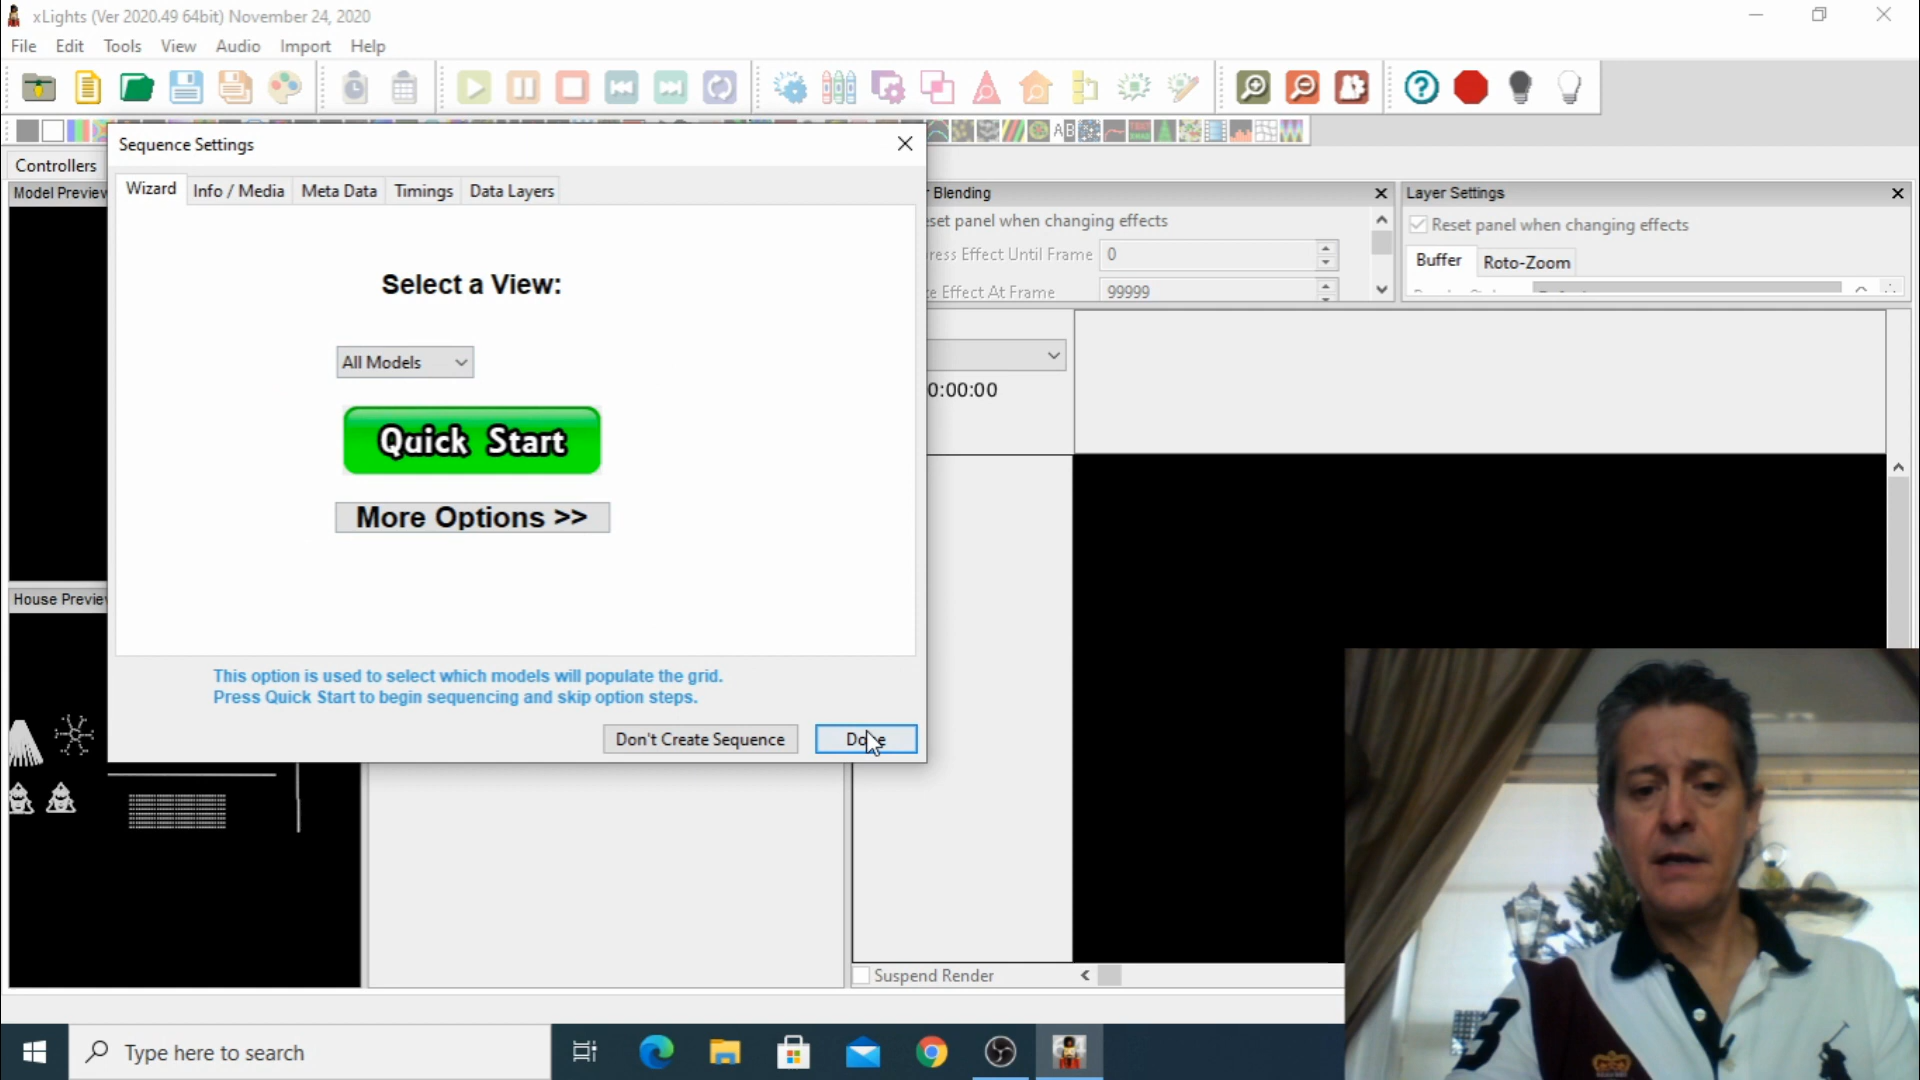 xLights (Ver 2020.49 64bit) November 24, 2020
File Edit Tools View Audio Import Help
Controllers
Sequence Settings
Model Preview
Blending
Layer Settings
Wizard Info / Media Meta Data Timings Data Layers
eset panel when changing effects
Reset panel when changing effects
ress Effect Until Frame 0
Buffer Roto-Zoom
Select a View:
e Effect At Frame 99999
All Models
0:00:00
Quick Start
More Options >>
House Preview
This option is used to select which models will populate the grid.
Press Quick Start to begin sequencing and skip option steps.
Don't Create Sequence Done
Suspend Render
Type here to search